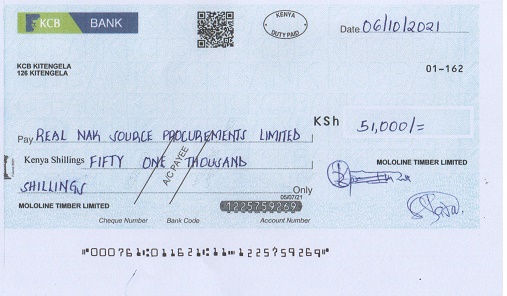 KCB BANK
KENYA
DUTY PAID
Date 06/10/2021
KCB KITENGELA
126 KITENGELA
01-162
Pay REAL NAK SOURCE PROCUREMENTS LIMITED
KSh 51,000/=
Kenya Shillings FIFTY ONE THOUSAND
A/C PAYEE
MOLOLINE TIMBER LIMITED
SHILLINGS Only
05/07/21
MOLOLINE TIMBER LIMITED 1225759269
Cheque Number Bank Code Account Number
⑈000761⑆011621⑆11⑉1225759269⑈